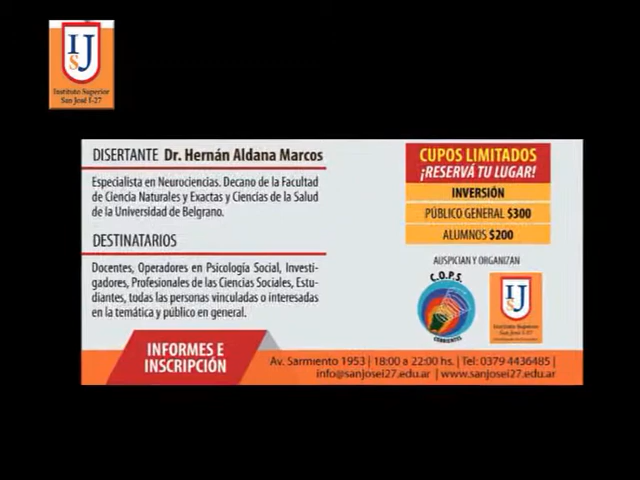 ISJ
Instituto Superior
San José I-27
DISERTANTE Dr. Hernán Aldana Marcos
Especialista en Neurociencias. Decano de la Facultad
de Ciencia Naturales y Exactas y Ciencias de la Salud
de la Universidad de Belgrano.
DESTINATARIOS
Docentes, Operadores en Psicología Social, Investi-
gadores, Profesionales de las Ciencias Sociales, Estu-
diantes, todas las personas vinculadas o interesadas
en la temática y público en general.
CUPOS LIMITADOS
¡RESERVÁ TU LUGAR!
INVERSIÓN
PÚBLICO GENERAL $300
ALUMNOS $200
AUSPICIAN Y ORGANIZAN
C.O.P.S.
CORRIENTES
ISJ
Instituto Superior
San José I-27
INFORMES E
INSCRIPCIÓN
Av. Sarmiento 1953 | 18:00 a 22:00 hs. | Tel: 0379 4436485 |
info@sanjosei27.edu.ar | www.sanjosei27.edu.ar